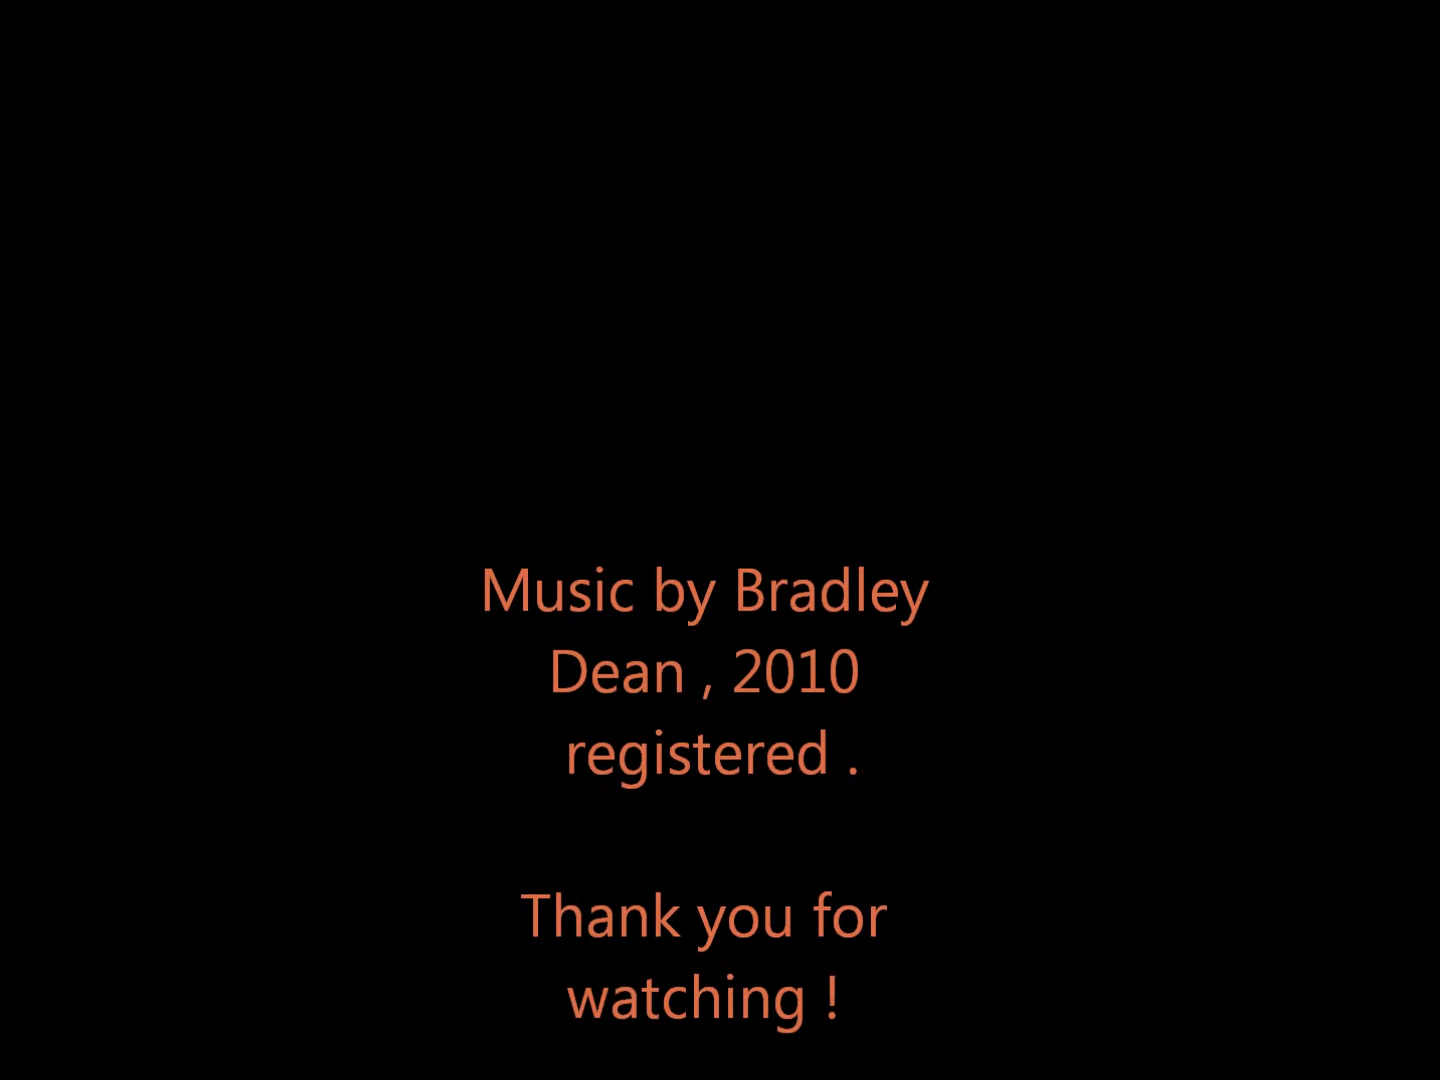 Music by Bradley
Dean , 2010
registered .
Thank you for
watching !